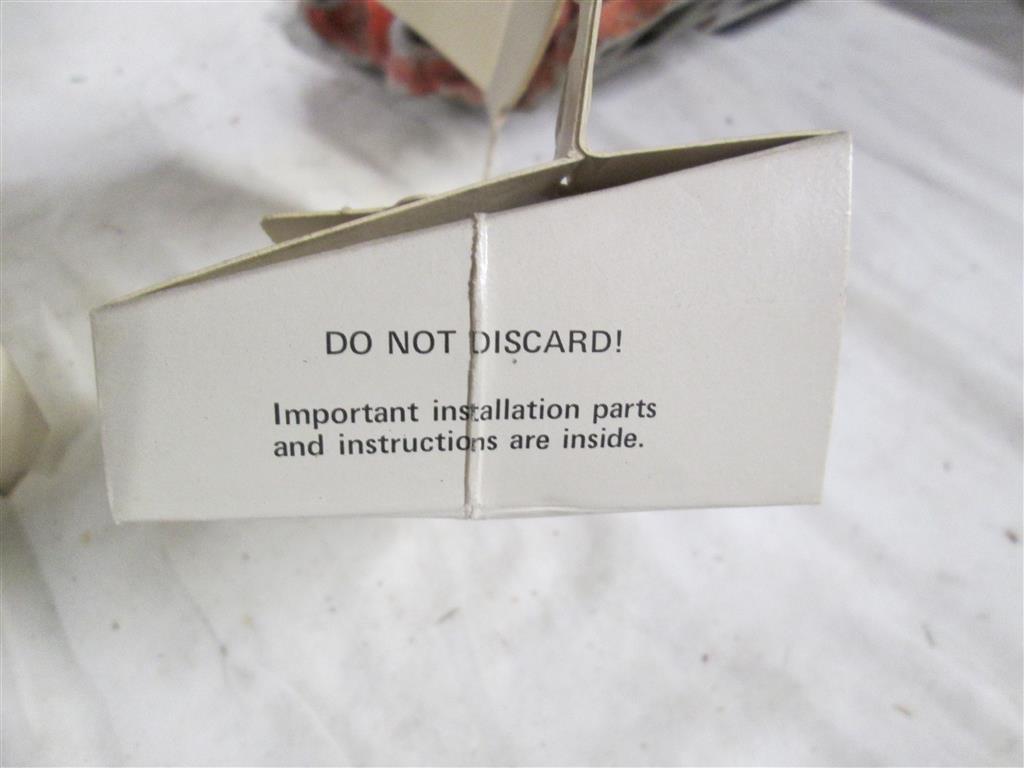 DO NOT DISCARD!
Important installation parts
and instructions are inside.